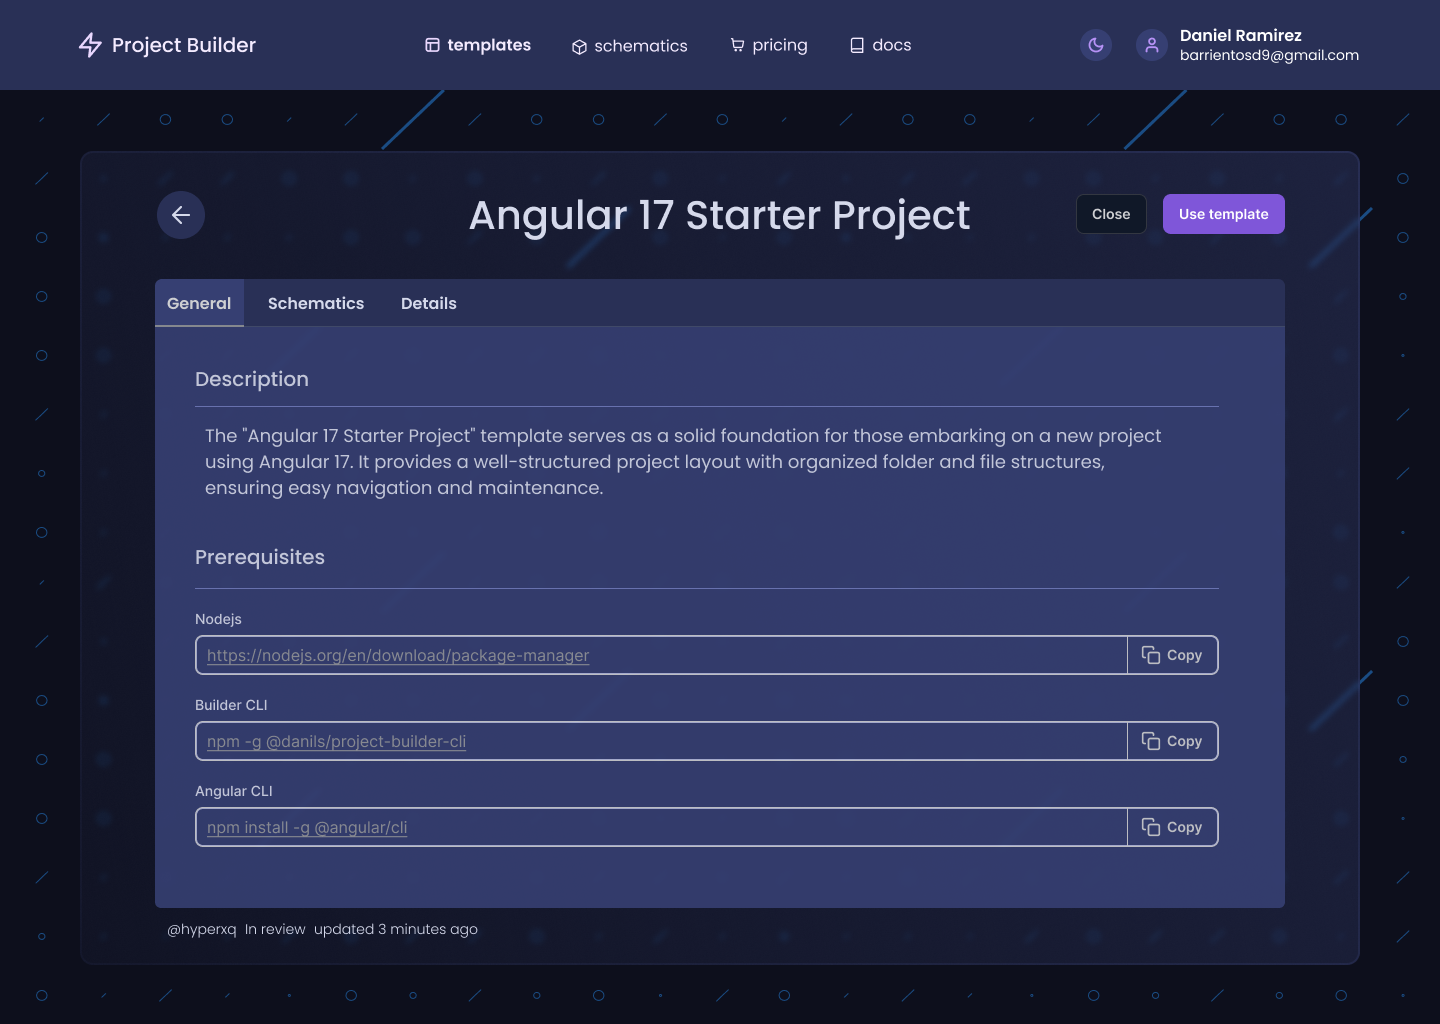 Project Builder
templates
schematics
pricing
docs
Daniel Ramirez
barrientosd9@gmail.com
Angular 17 Starter Project
Close
Use template
General
Schematics
Details
Description
The "Angular 17 Starter Project" template serves as a solid foundation for those embarking on a new project
using Angular 17. It provides a well-structured project layout with organized folder and file structures,
ensuring easy navigation and maintenance.
Prerequisites
Nodejs
https://nodejs.org/en/download/package-manager
Copy
Builder CLI
npm -g @danils/project-builder-cli
Copy
Angular CLI
npm install -g @angular/cli
Copy
@hyperxq In review updated 3 minutes ago